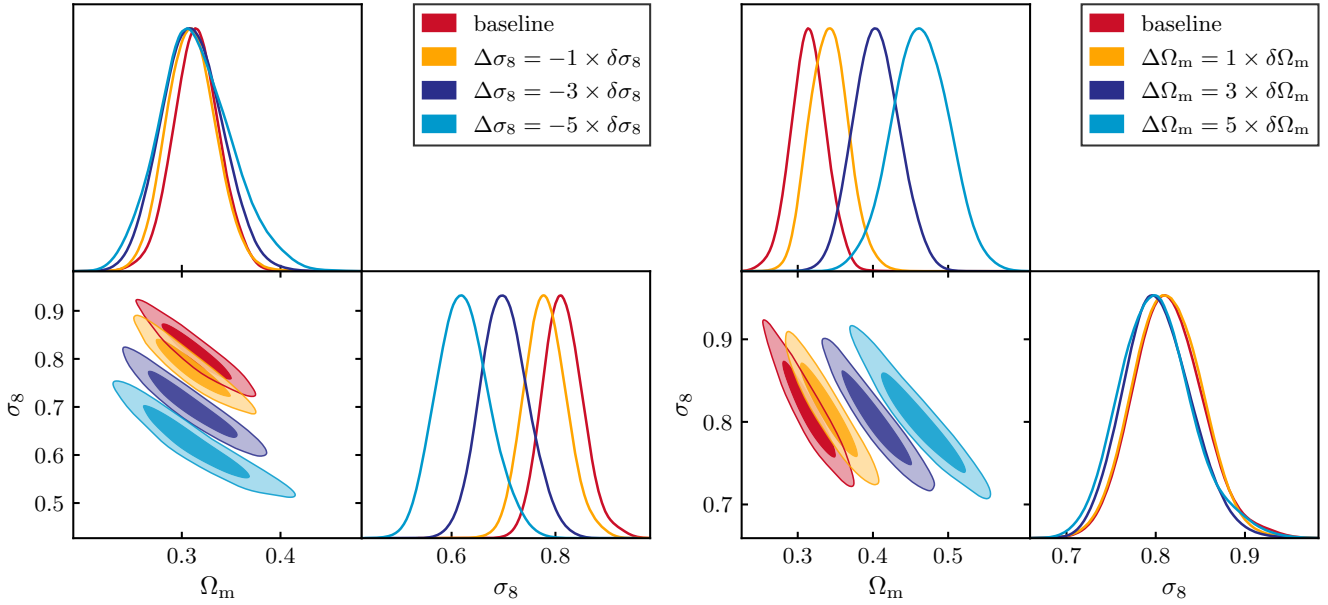 baseline
Δσ₈ = −1 × δσ₈
Δσ₈ = −3 × δσ₈
Δσ₈ = −5 × δσ₈
0.9
0.8
0.7
0.6
0.5
σ₈
0.3 0.4
Ωₘ
0.6 0.8
σ₈
baseline
ΔΩₘ = 1 × δΩₘ
ΔΩₘ = 3 × δΩₘ
ΔΩₘ = 5 × δΩₘ
0.9
0.8
0.7
σ₈
0.3 0.4 0.5
Ωₘ
0.7 0.8 0.9
σ₈